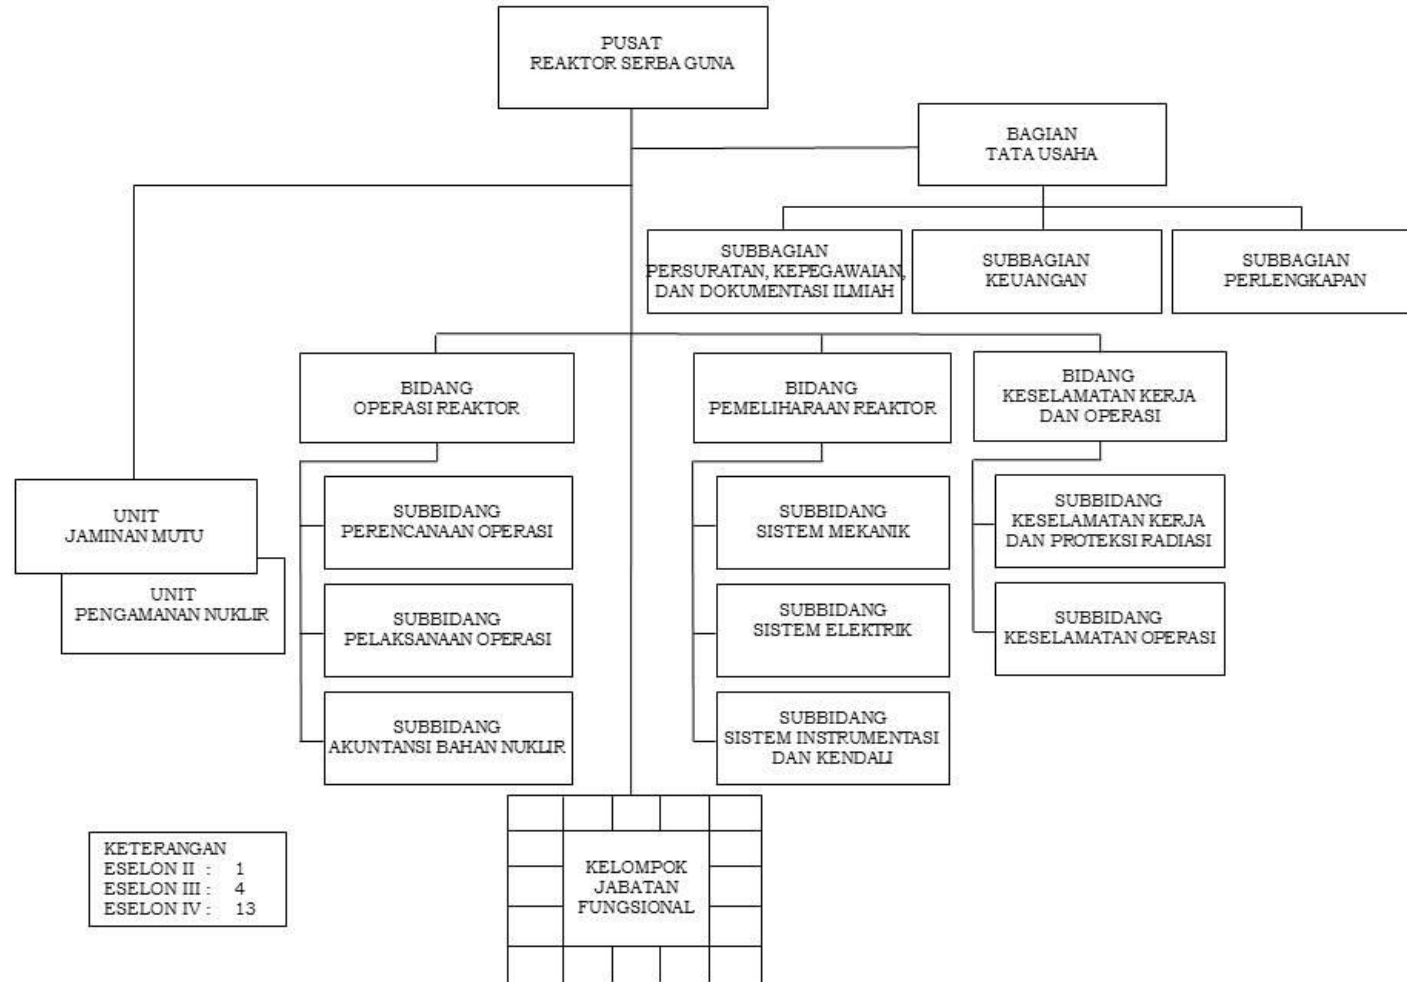 PUSAT
REAKTOR SERBA GUNA
BAGIAN
TATA USAHA
SUBBAGIAN
PERSURATAN, KEPEGAWAIAN,
DAN DOKUMENTASI ILMIAH
SUBBAGIAN
KEUANGAN
SUBBAGIAN
PERLENGKAPAN
BIDANG
OPERASI REAKTOR
BIDANG
PEMELIHARAAN REAKTOR
BIDANG
KESELAMATAN KERJA
DAN OPERASI
UNIT
JAMINAN MUTU
UNIT
PENGAMANAN NUKLIR
SUBBIDANG
PERENCANAAN OPERASI
SUBBIDANG
PELAKSANAAN OPERASI
SUBBIDANG
AKUNTANSI BAHAN NUKLIR
SUBBIDANG
SISTEM MEKANIK
SUBBIDANG
SISTEM ELEKTRIK
SUBBIDANG
SISTEM INSTRUMENTASI
DAN KENDALI
SUBBIDANG
KESELAMATAN KERJA
DAN PROTEKSI RADIASI
SUBBIDANG
KESELAMATAN OPERASI
KETERANGAN
ESELON II : 1
ESELON III : 4
ESELON IV : 13
KELOMPOK
JABATAN
FUNGSIONAL